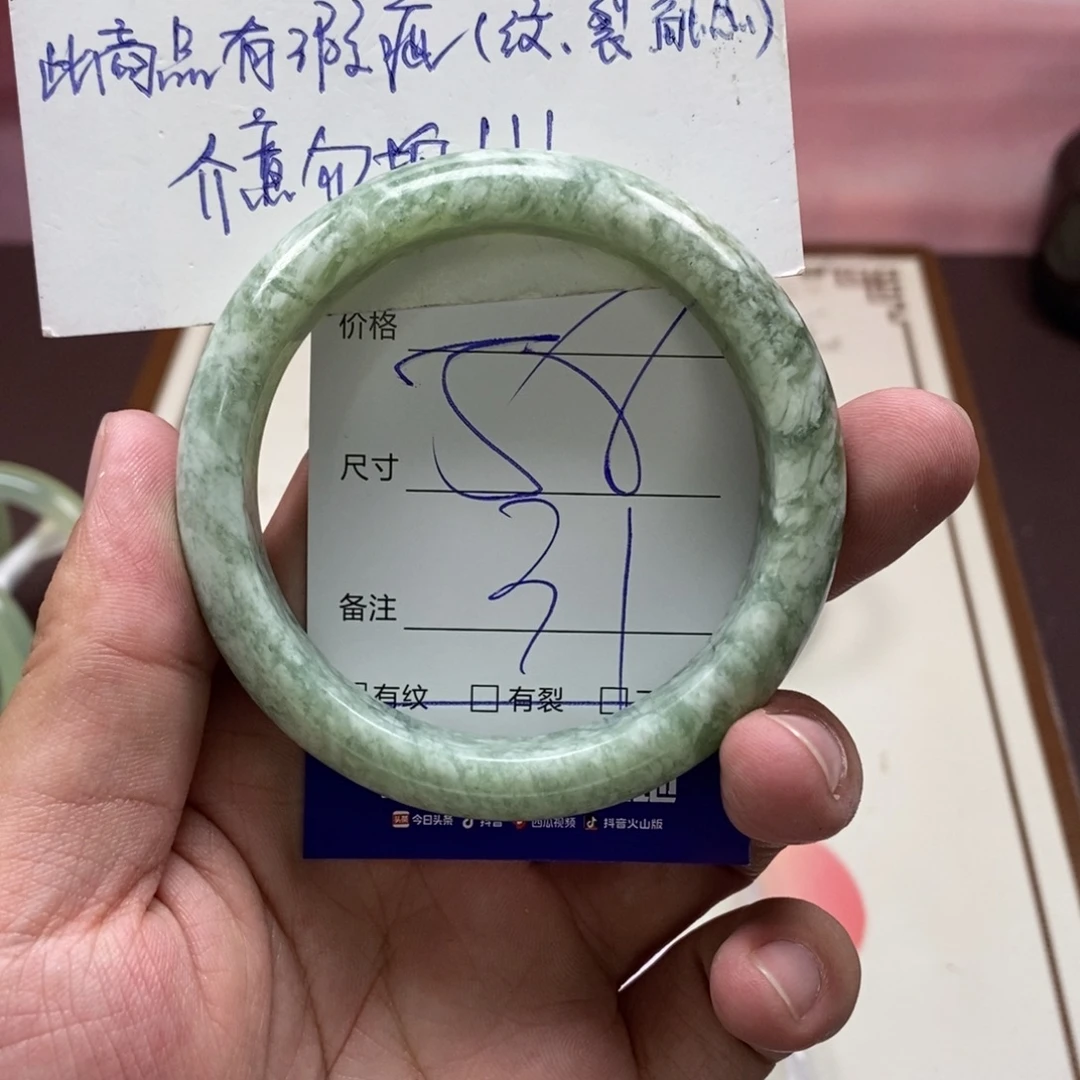 此商品有瑕疵(纹、裂
介意勿拍!!!
价格
58
尺寸
31
备注
有纹 □ 有裂 □
今日头条 抖音 西瓜视频 抖音火山版